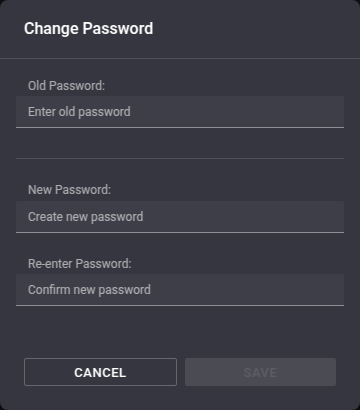 Change Password
Old Password:
Enter old password
New Password:
Create new password
Re-enter Password:
Confirm new password
CANCEL
SAVE